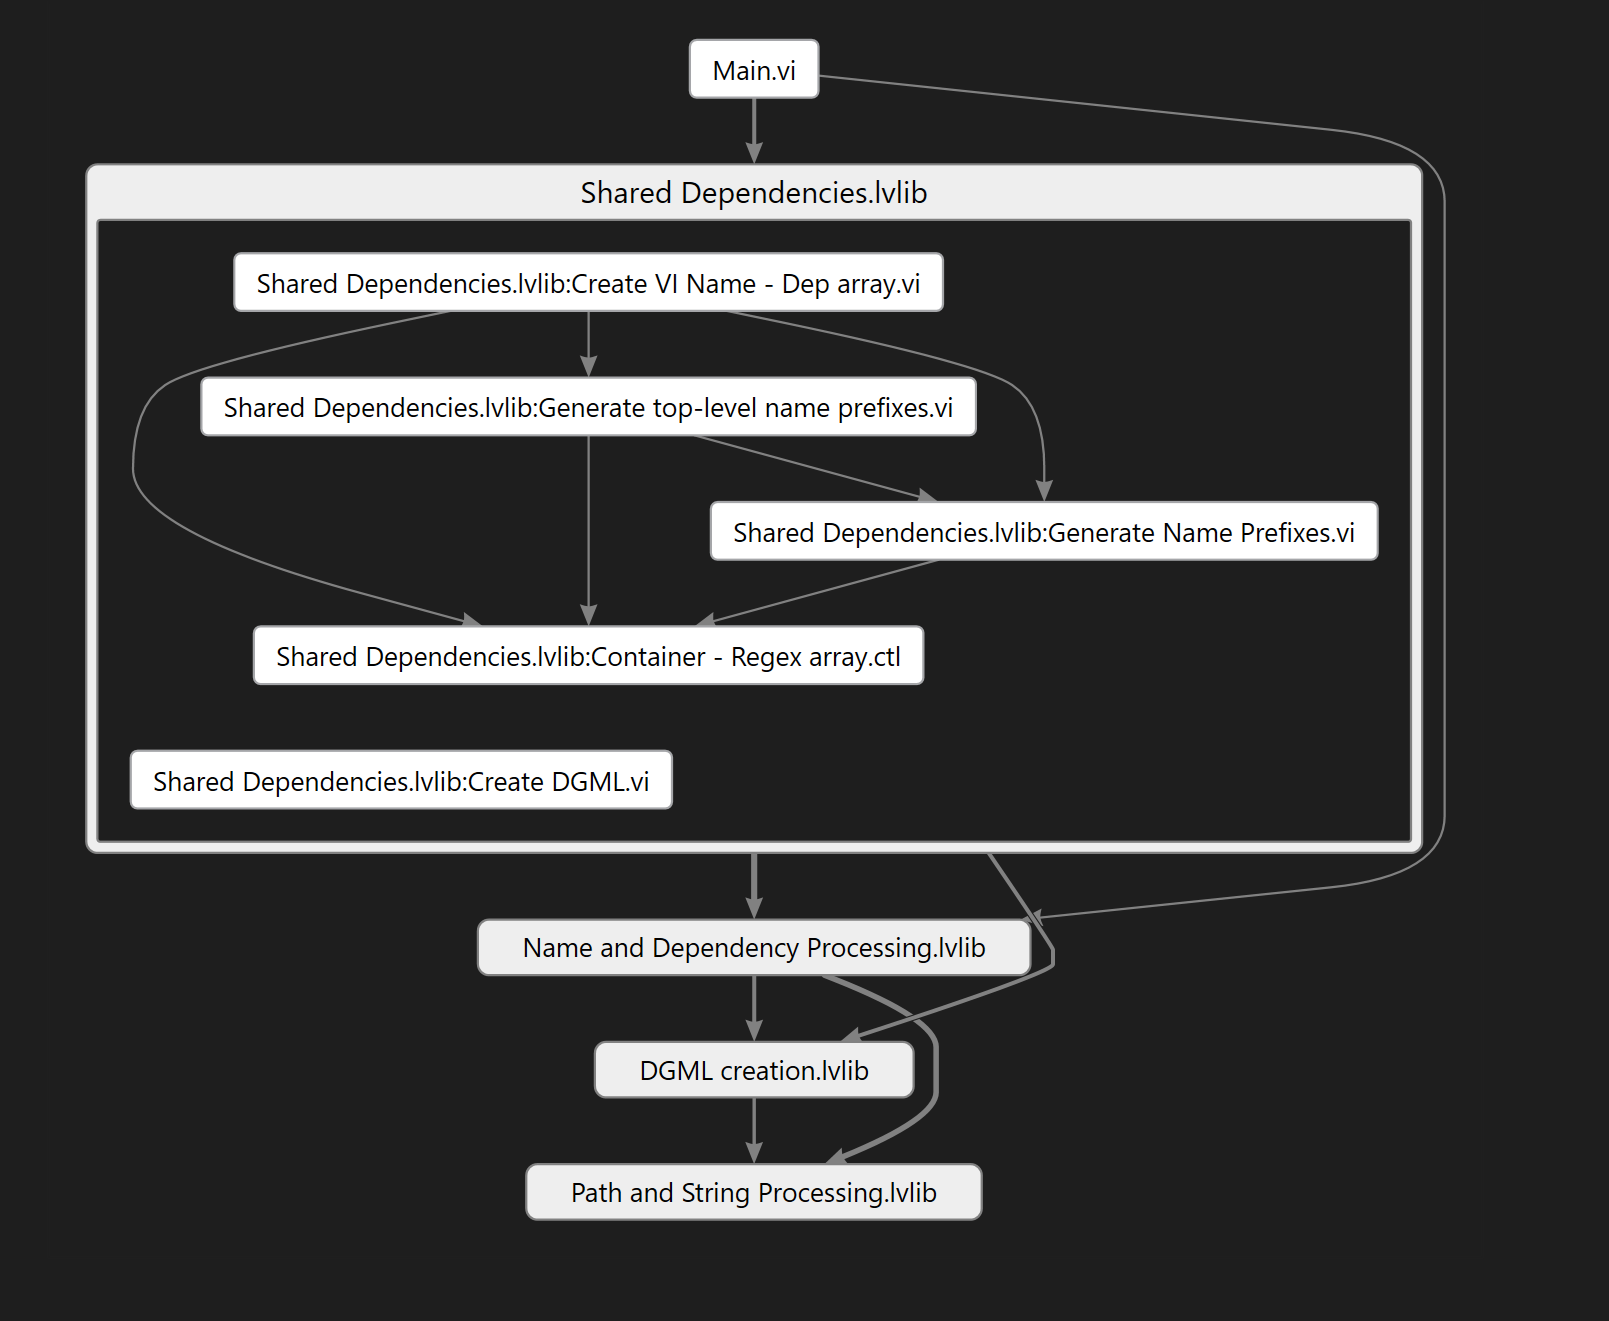 Main.vi
Shared Dependencies.lvlib
Shared Dependencies.lvlib:Create VI Name - Dep array.vi
Shared Dependencies.lvlib:Generate top-level name prefixes.vi
Shared Dependencies.lvlib:Generate Name Prefixes.vi
Shared Dependencies.lvlib:Container - Regex array.ctl
Shared Dependencies.lvlib:Create DGML.vi
Name and Dependency Processing.lvlib
DGML creation.lvlib
Path and String Processing.lvlib